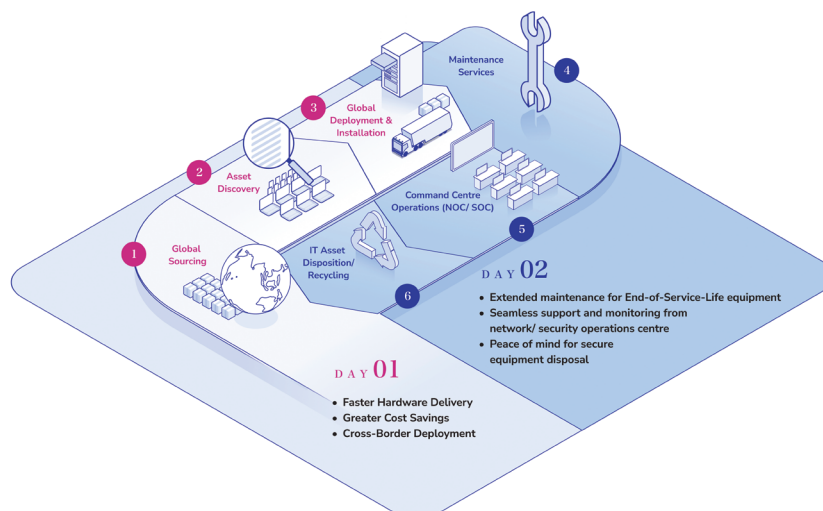 Maintenance
Services
4
3
Global
Deployment &
Installation
2
Asset
Discovery
Command Centre
Operations (NOC/ SOC)
1
Global
Sourcing
5
IT Asset
Disposition/
Recycling
6
DAY 02
• Extended maintenance for End-of-Service-Life equipment
• Seamless support and monitoring from
network/ security operations centre
• Peace of mind for secure
equipment disposal
DAY 01
• Faster Hardware Delivery
• Greater Cost Savings
• Cross-Border Deployment